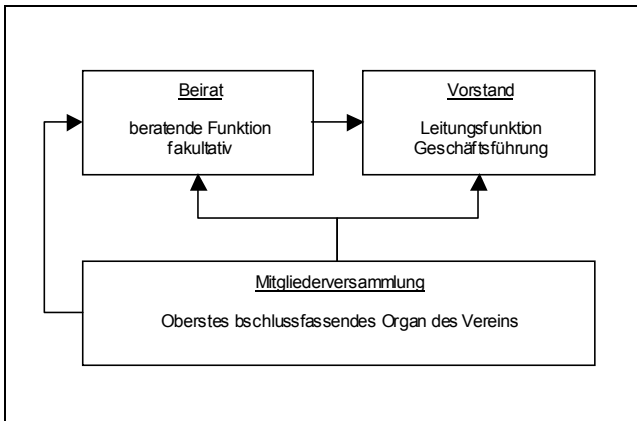 Beirat
beratende Funktion
fakultativ
Vorstand
Leitungsfunktion
Geschäftsführung
Mitgliederversammlung
Oberstes bschlussfassendes Organ des Vereins